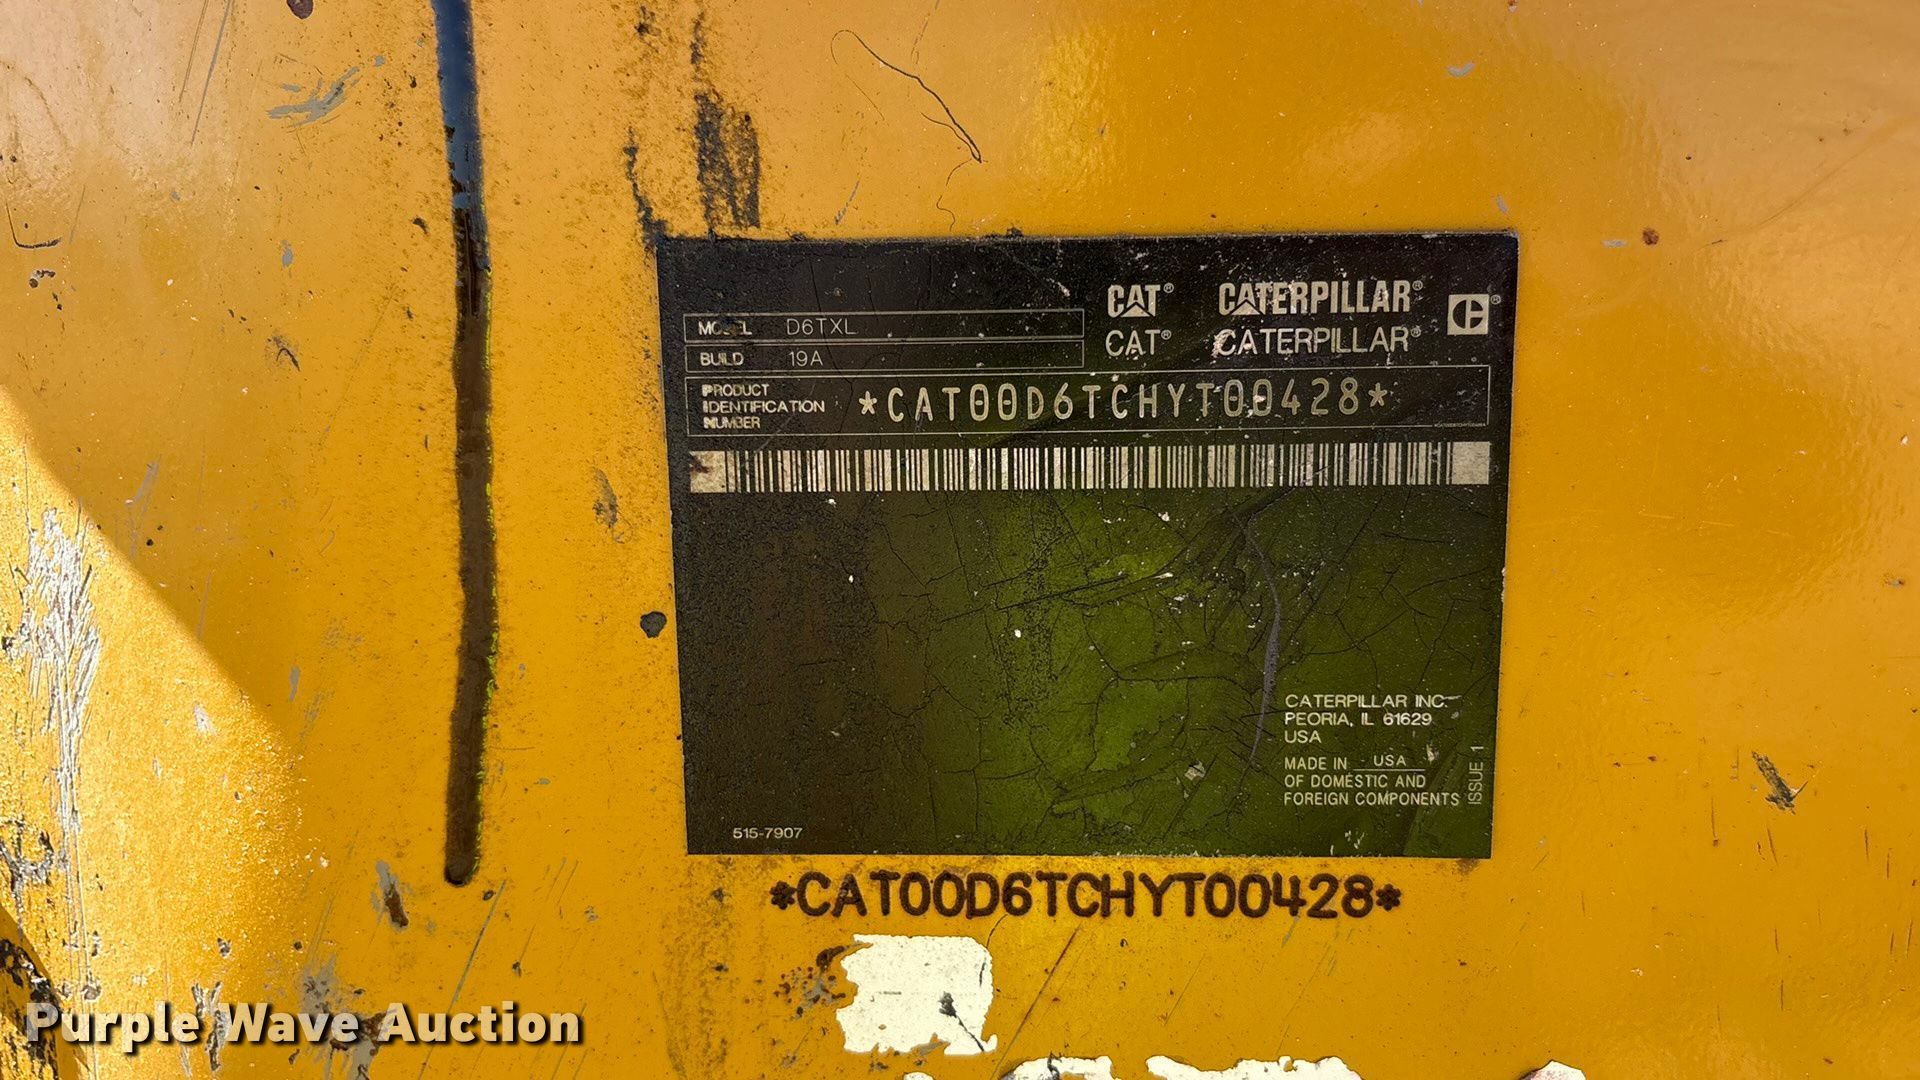 CAT® CATERPILLAR®
CAT® CATERPILLAR®
MODEL D6TXL
BUILD 19A
PRODUCT
IDENTIFICATION
NUMBER
*CAT00D6TCHYT00428*
CATERPILLAR INC.
PEORIA, IL 61629
USA
MADE IN USA
OF DOMESTIC AND
FOREIGN COMPONENTS
ISSUE 1
515-7907
*CAT00D6TCHYT00428*
Purple Wave Auction